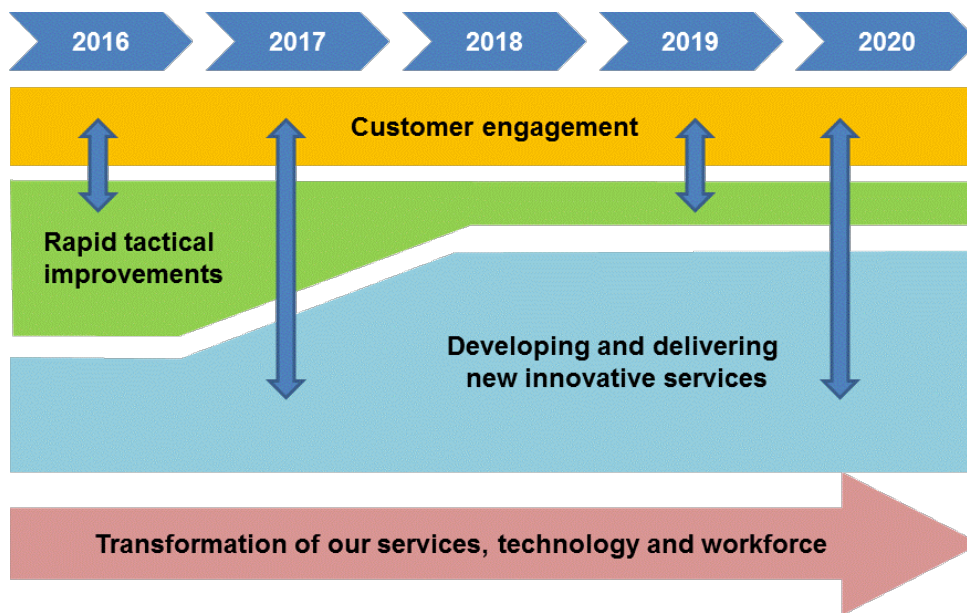 2016
2017
2018
2019
2020
Customer engagement
Rapid tactical
improvements
Developing and delivering
new innovative services
Transformation of our services, technology and workforce